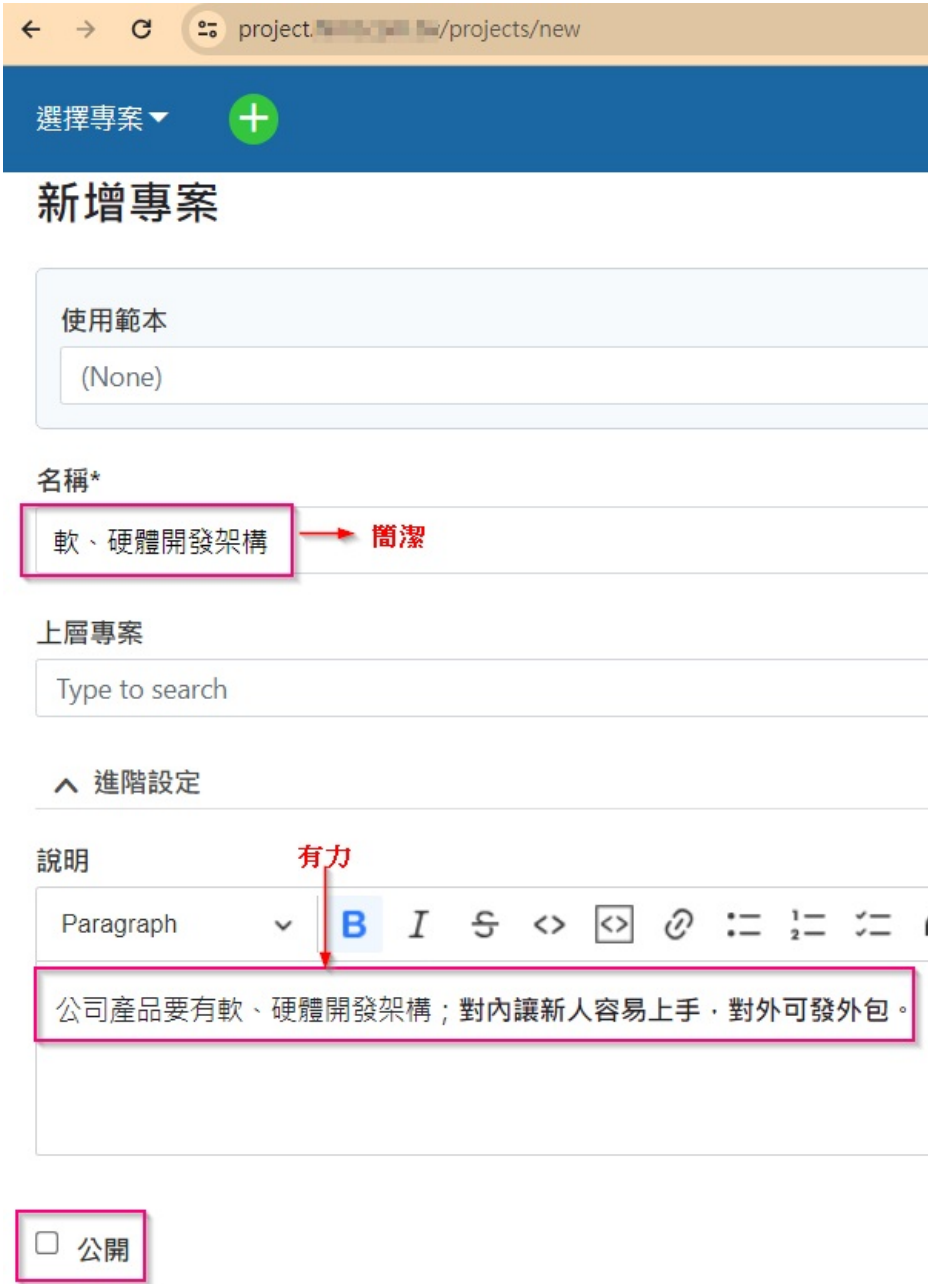 project. /projects/new
選擇專案
新增專案
使用範本
(None)
名稱*
軟、硬體開發架構 簡潔
上層專案
Type to search
進階設定
說明 有力
Paragraph B I S <> <>
公司產品要有軟、硬體開發架構；對內讓新人容易上手，對外可發外包。
公開